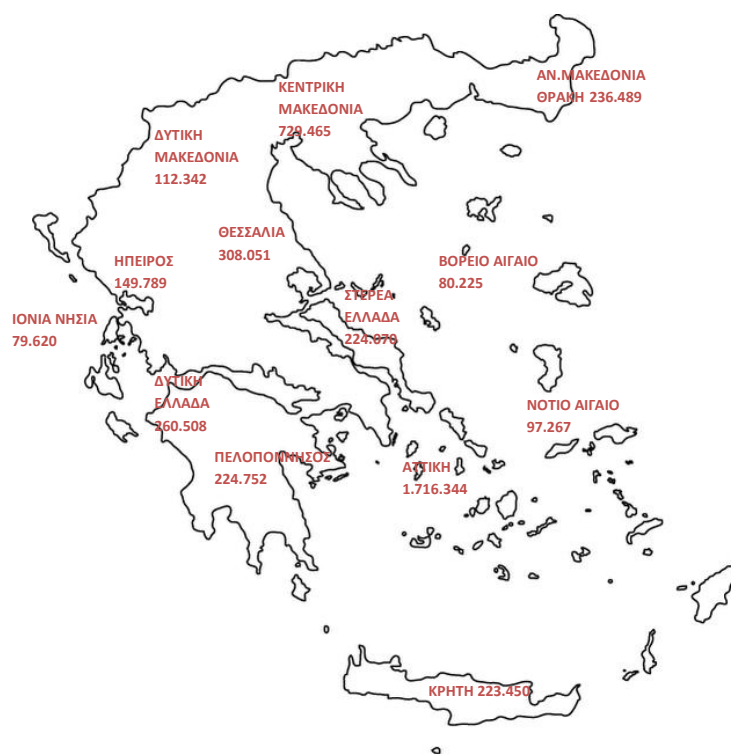 ΑΝ.ΜΑΚΕΔΟΝΙΑ
ΘΡΑΚΗ 236.489
ΚΕΝΤΡΙΚΗ
ΜΑΚΕΔΟΝΙΑ
729.465
ΔΥΤΙΚΗ
ΜΑΚΕΔΟΝΙΑ
112.342
ΘΕΣΣΑΛΙΑ
308.051
ΗΠΕΙΡΟΣ
149.789
ΒΟΡΕΙΟ ΑΙΓΑΙΟ
80.225
ΣΤΕΡΕΑ
ΕΛΛΑΔΑ
224.070
ΙΟΝΙΑ ΝΗΣΙΑ
79.620
ΔΥΤΙΚΗ
ΕΛΛΑΔΑ
260.508
ΝΟΤΙΟ ΑΙΓΑΙΟ
97.267
ΠΕΛΟΠΟΝΝΗΣΟΣ
224.752
ΑΤΤΙΚΗ
1.716.344
ΚΡΗΤΗ 223.450